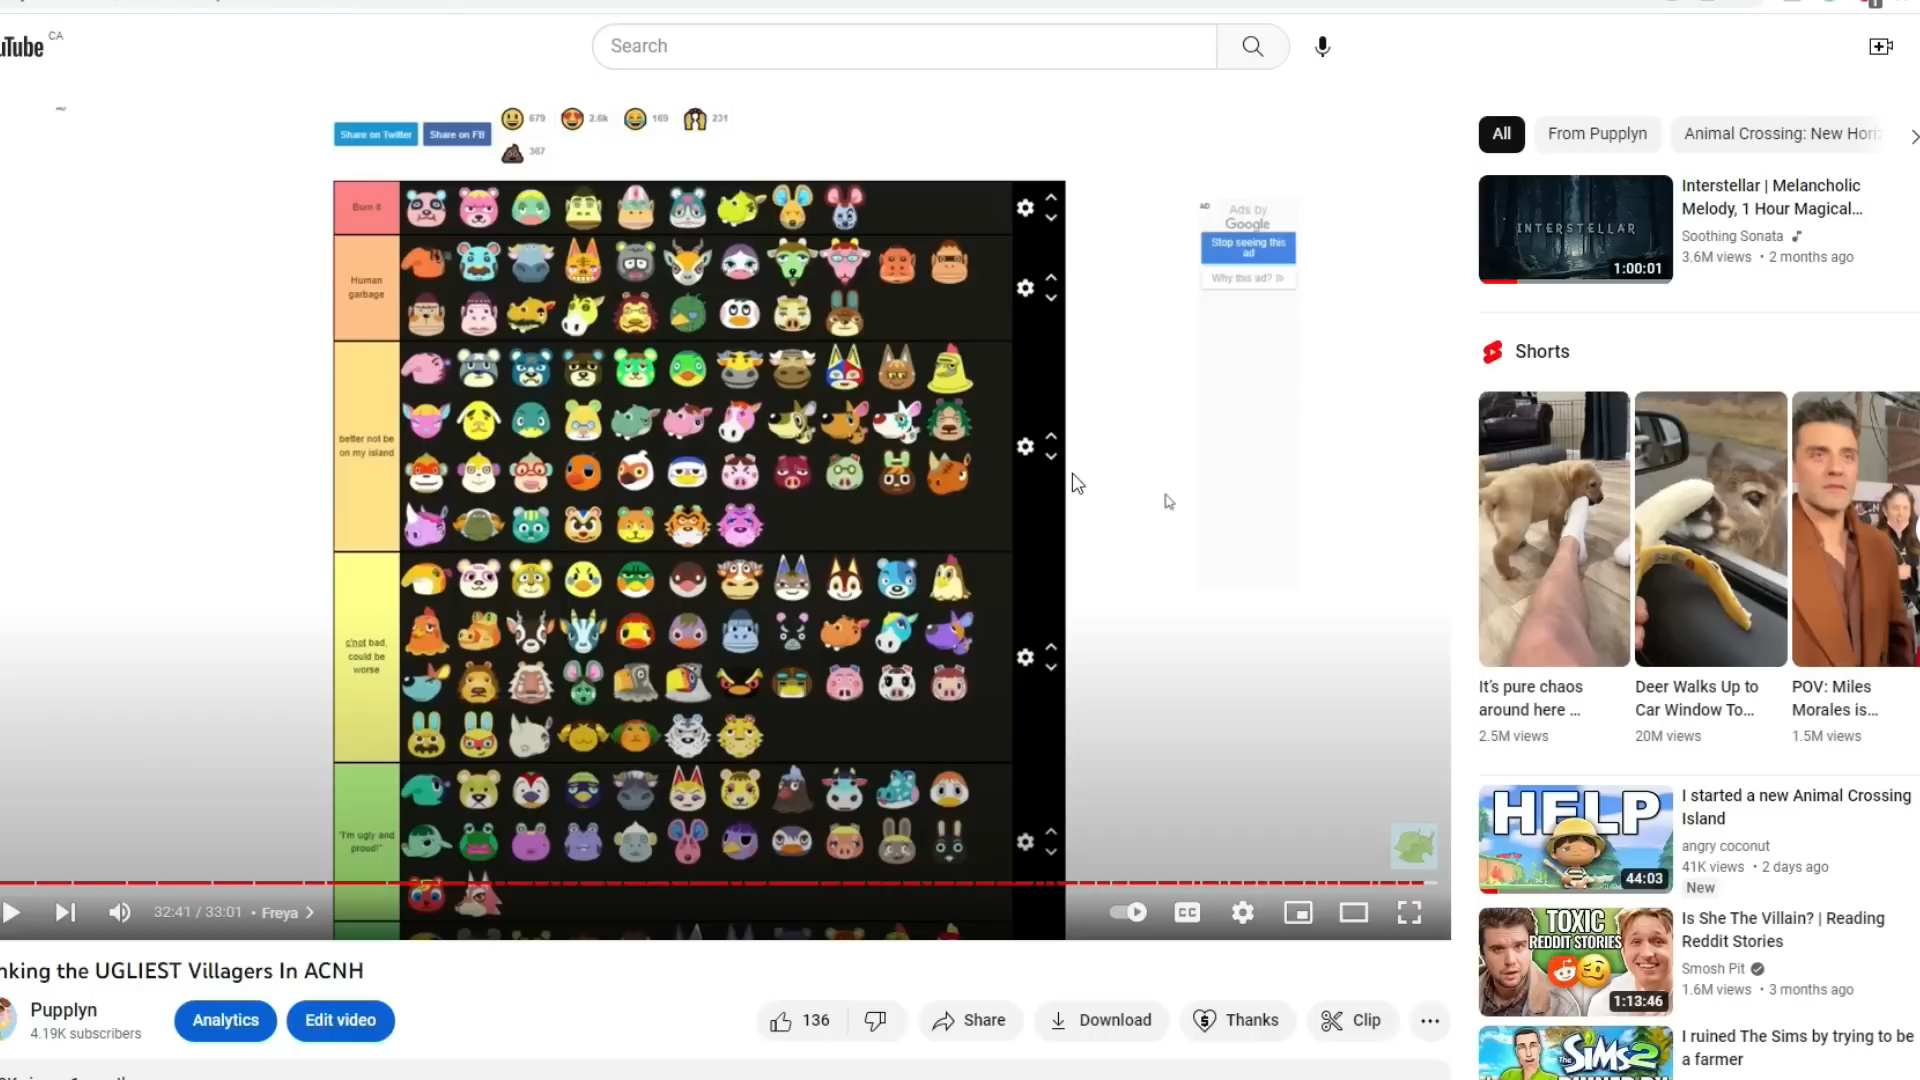 uTube CA
Search
Share on Twitter
Share on FB
679
2.6k
169
231
367
Burn it
Human
garbage
better not be
on my island
c'not bad,
could be
worse
"I'm ugly and
proud!"
AD
Ads by
Google
Stop seeing this
ad
Why this ad?
32:41 / 33:01 • Freya
CC
nking the UGLIEST Villagers In ACNH
Pupplyn
4.19K subscribers
Analytics
Edit video
136
Share
Download
Thanks
Clip
All
From Pupplyn
Animal Crossing: New Hori
INTERSTELLAR
1:00:01
Interstellar | Melancholic
Melody, 1 Hour Magical...
Soothing Sonata
3.6M views • 2 months ago
Shorts
It's pure chaos
around here ...
2.5M views
Deer Walks Up to
Car Window To...
20M views
POV: Miles
Morales is...
1.5M views
HELP
44:03
I started a new Animal Crossing
Island
angry coconut
41K views • 2 days ago
New
TOXIC
REDDIT STORIES
1:13:46
Is She The Villain? | Reading
Reddit Stories
Smosh Pit
1.6M views • 3 months ago
The SiMS 2
I ruined The Sims by trying to be
a farmer